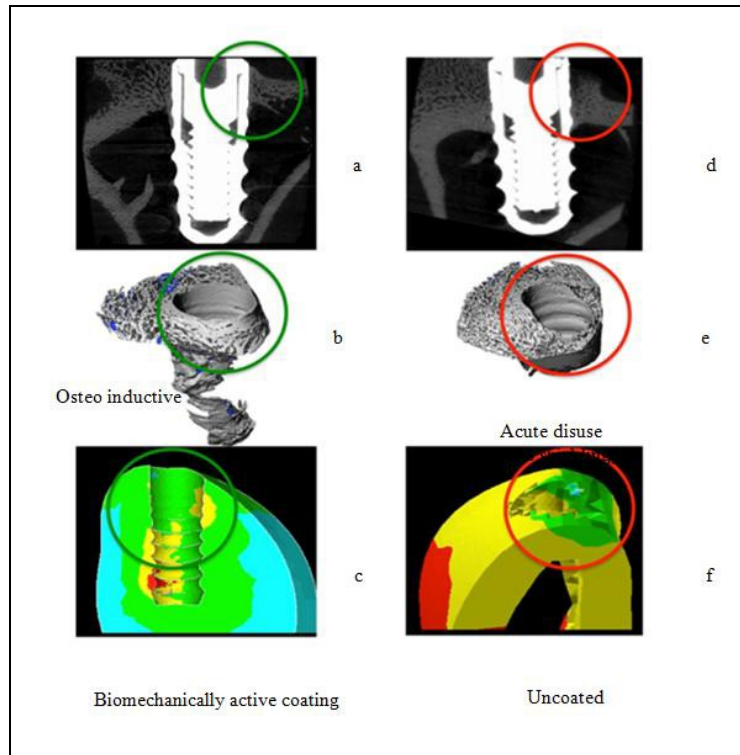 a
d
b
e
Osteo inductive
Acute disuse
c
f
Biomechanically active coating
Uncoated